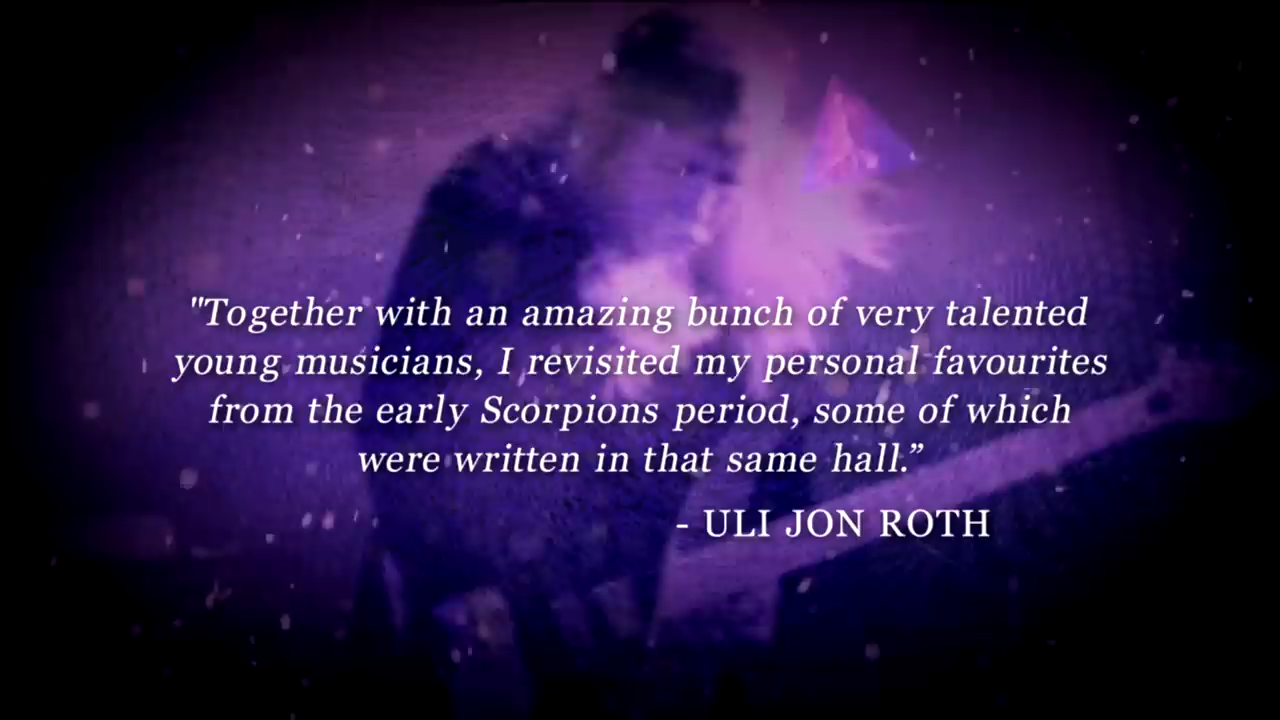 "Together with an amazing bunch of very talented
young musicians, I revisited my personal favourites
from the early Scorpions period, some of which
were written in that same hall.”
- ULI JON ROTH